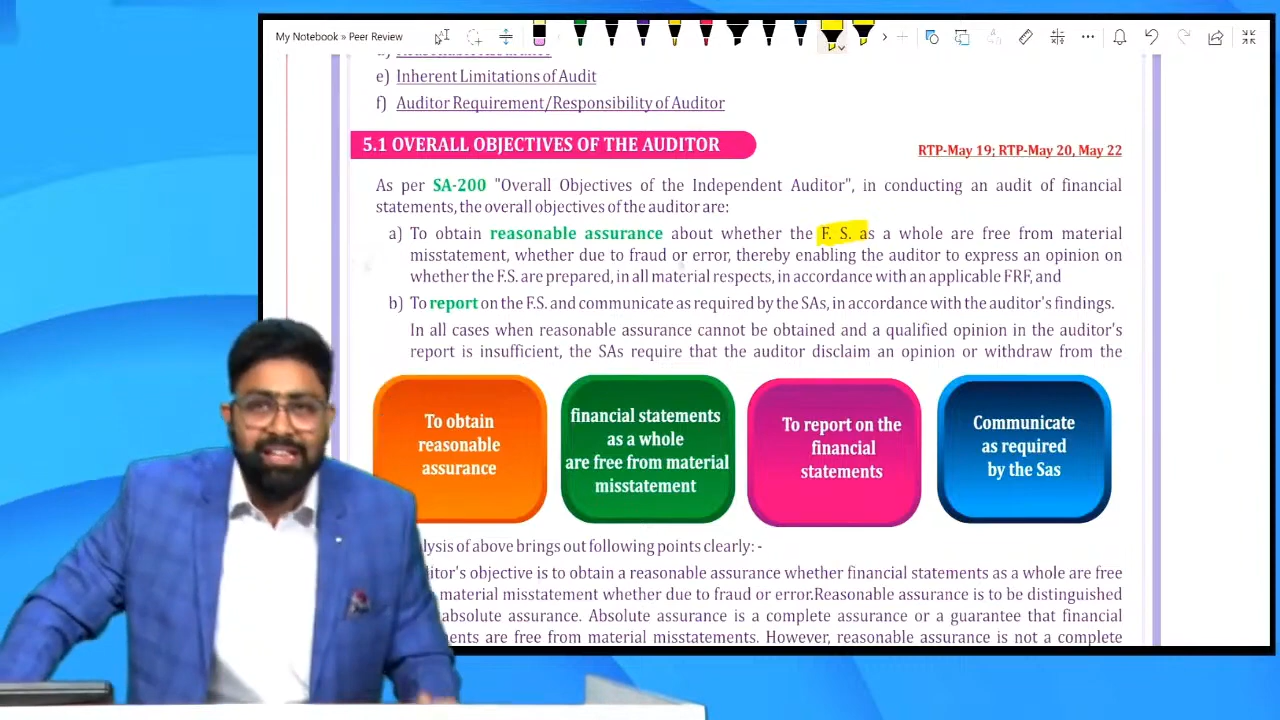 My Notebook » Peer Review
e) Inherent Limitations of Audit
f) Auditor Requirement/Responsibility of Auditor
5.1 OVERALL OBJECTIVES OF THE AUDITOR
RTP-May 19; RTP-May 20, May 22
As per SA-200 "Overall Objectives of the Independent Auditor", in conducting an audit of financial
statements, the overall objectives of the auditor are:
a) To obtain reasonable assurance about whether the F. S. as a whole are free from material
misstatement, whether due to fraud or error, thereby enabling the auditor to express an opinion on
whether the F.S. are prepared, in all material respects, in accordance with an applicable FRF, and
b) To report on the F.S. and communicate as required by the SAs, in accordance with the auditor's findings.
In all cases when reasonable assurance cannot be obtained and a qualified opinion in the auditor's
report is insufficient, the SAs require that the auditor disclaim an opinion or withdraw from the
To obtain
reasonable
assurance
financial statements
as a whole
are free from material
misstatement
To report on the
financial
statements
Communicate
as required
by the Sas
lysis of above brings out following points clearly: -
itor's objective is to obtain a reasonable assurance whether financial statements as a whole are free
material misstatement whether due to fraud or error.Reasonable assurance is to be distinguished
absolute assurance. Absolute assurance is a complete assurance or a guarantee that financial
ents are free from material misstatements. However, reasonable assurance is not a complete